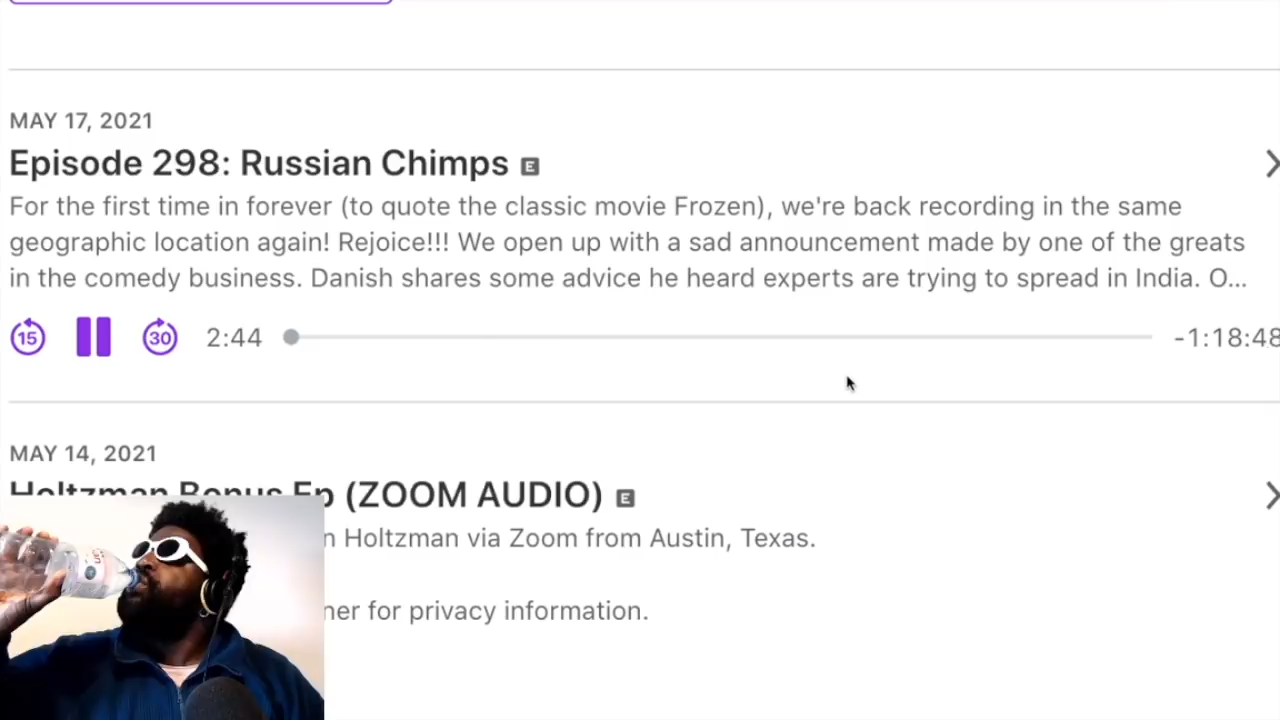 MAY 17, 2021
Episode 298: Russian Chimps E
For the first time in forever (to quote the classic movie Frozen), we're back recording in the same
geographic location again! Rejoice!!! We open up with a sad announcement made by one of the greats
in the comedy business. Danish shares some advice he heard experts are trying to spread in India. O...
15 30 2:44 -1:18:48
MAY 14, 2021
Holtzman Bonus Ep (ZOOM AUDIO) E
n Holtzman via Zoom from Austin, Texas.
ner for privacy information.